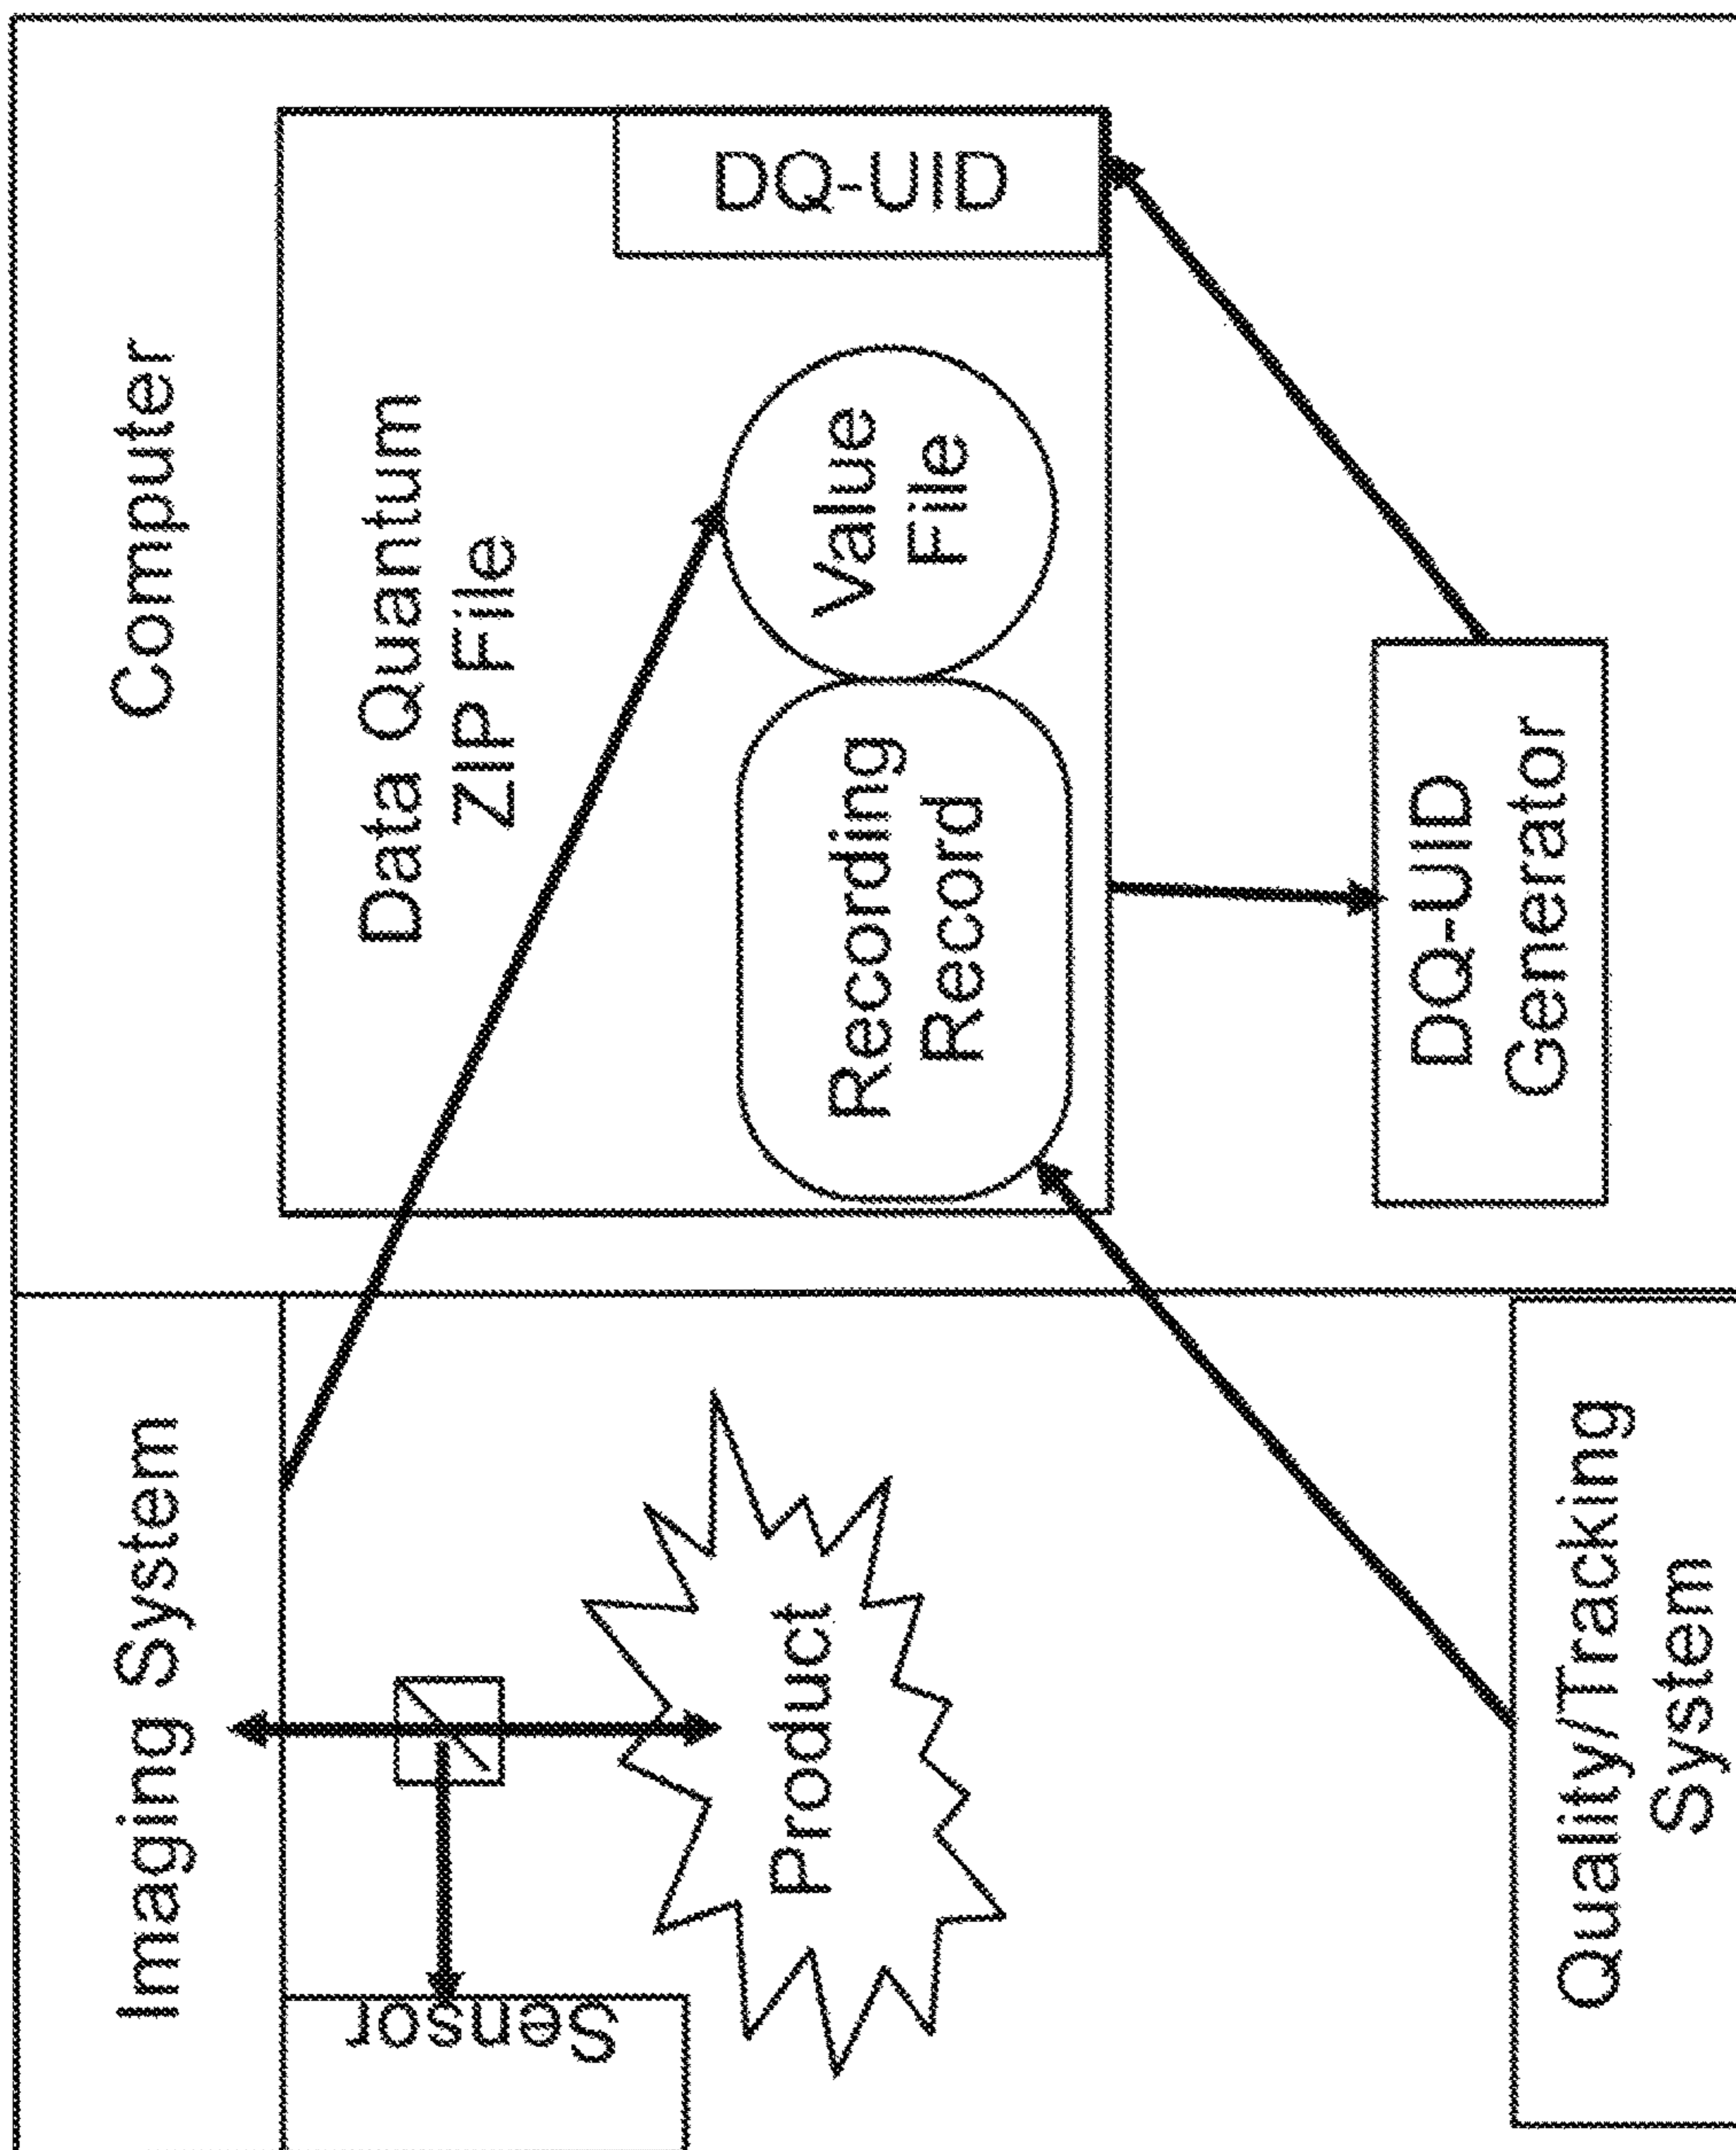 Computer
Data Quantum
ZIP File
DQ-UID
Value
File
Recording
Record
DQ-UID
Generator
Imaging System
Sensor
Product
Quality/Tracking
System